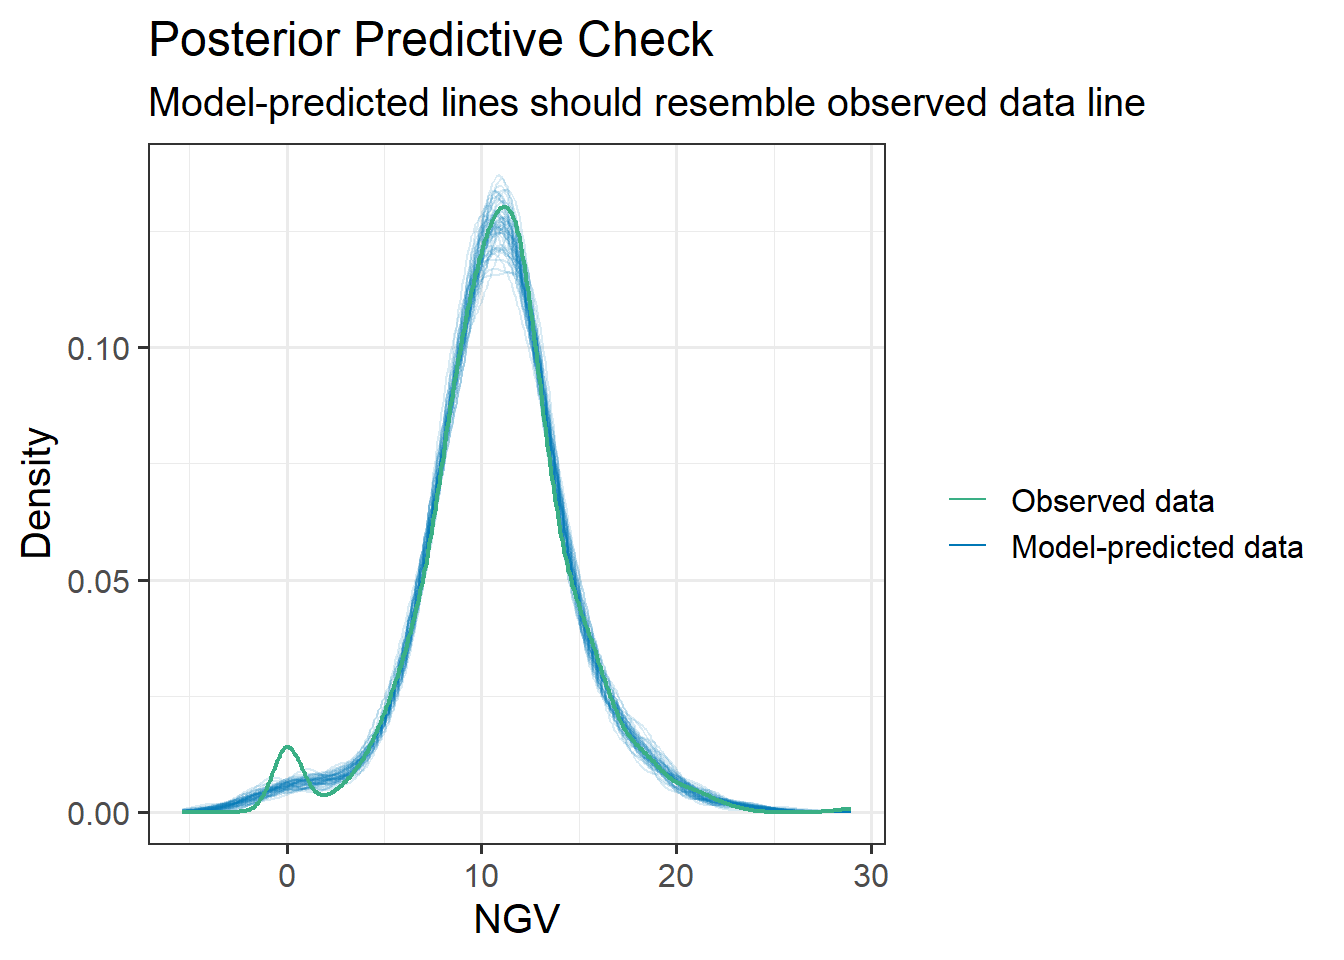 Posterior Predictive Check
Model-predicted lines should resemble observed data line
Density
0.10
0.05
0.00
0
10
20
30
NGV
Observed data
Model-predicted data